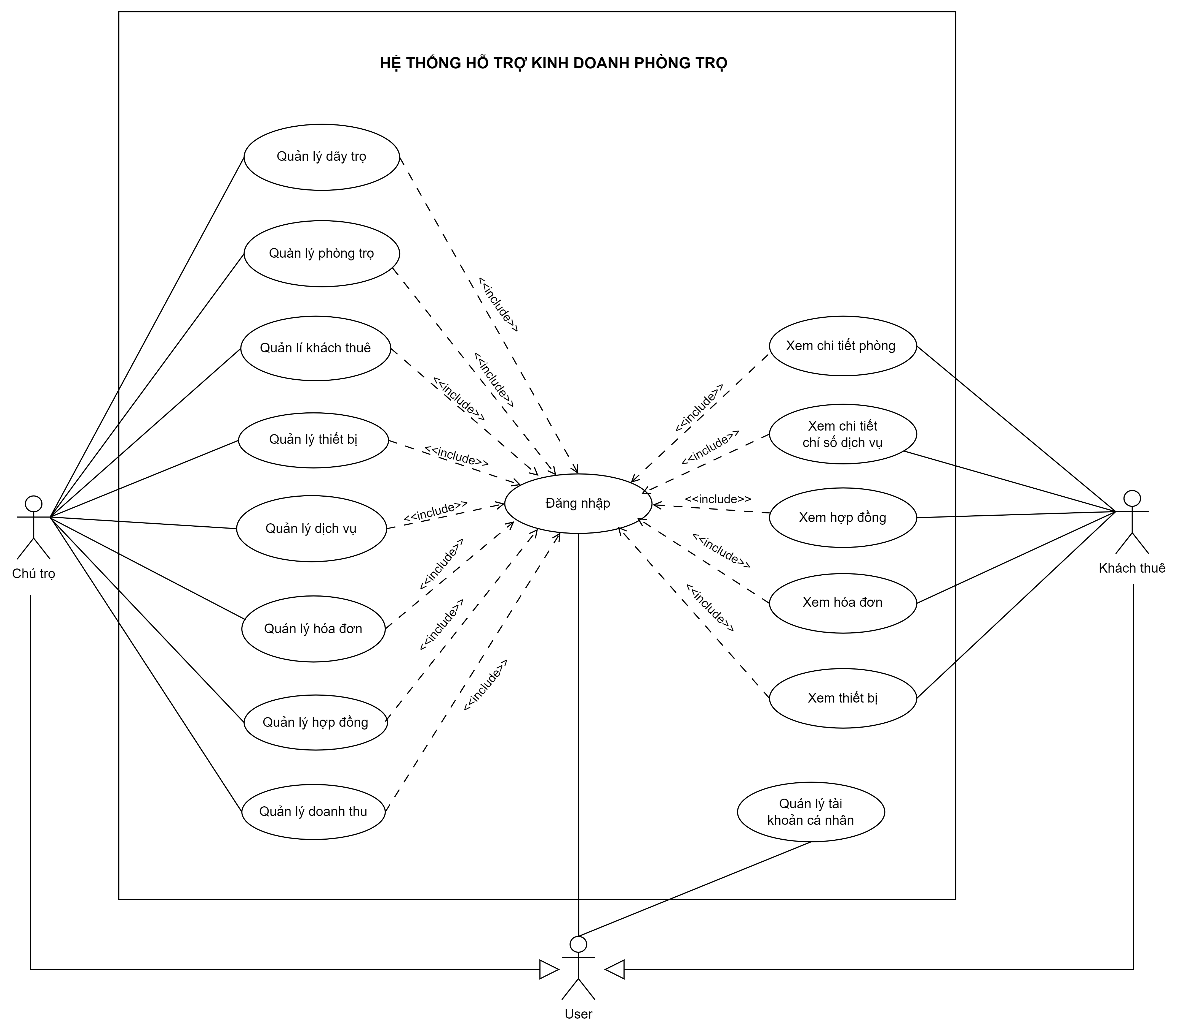 HỆ THỐNG HỖ TRỢ KINH DOANH PHÒNG TRỌ
Quản lý dãy trọ
Quản lý phòng trọ
Quản lí khách thuê
Quản lý thiết bị
Quản lý dịch vụ
Quản lý hóa đơn
Quản lý hợp đồng
Quản lý doanh thu
<<include>>
<<include>>
<<include>>
<<include>>
<<include>>
<<include>>
<<include>>
<<include>>
Đăng nhập
<<include>>
<<include>>
<<include>>
<<include>>
<<include>>
Xem chi tiết phòng
Xem chi tiết
chỉ số dịch vụ
Xem hợp đồng
Xem hóa đơn
Xem thiết bị
Quản lý tài
khoản cá nhân
Chủ trọ
Khách thuê
User